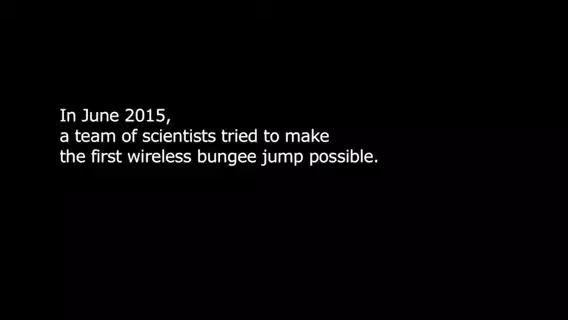 In June 2015,
a team of scientists tried to make
the first wireless bungee jump possible.